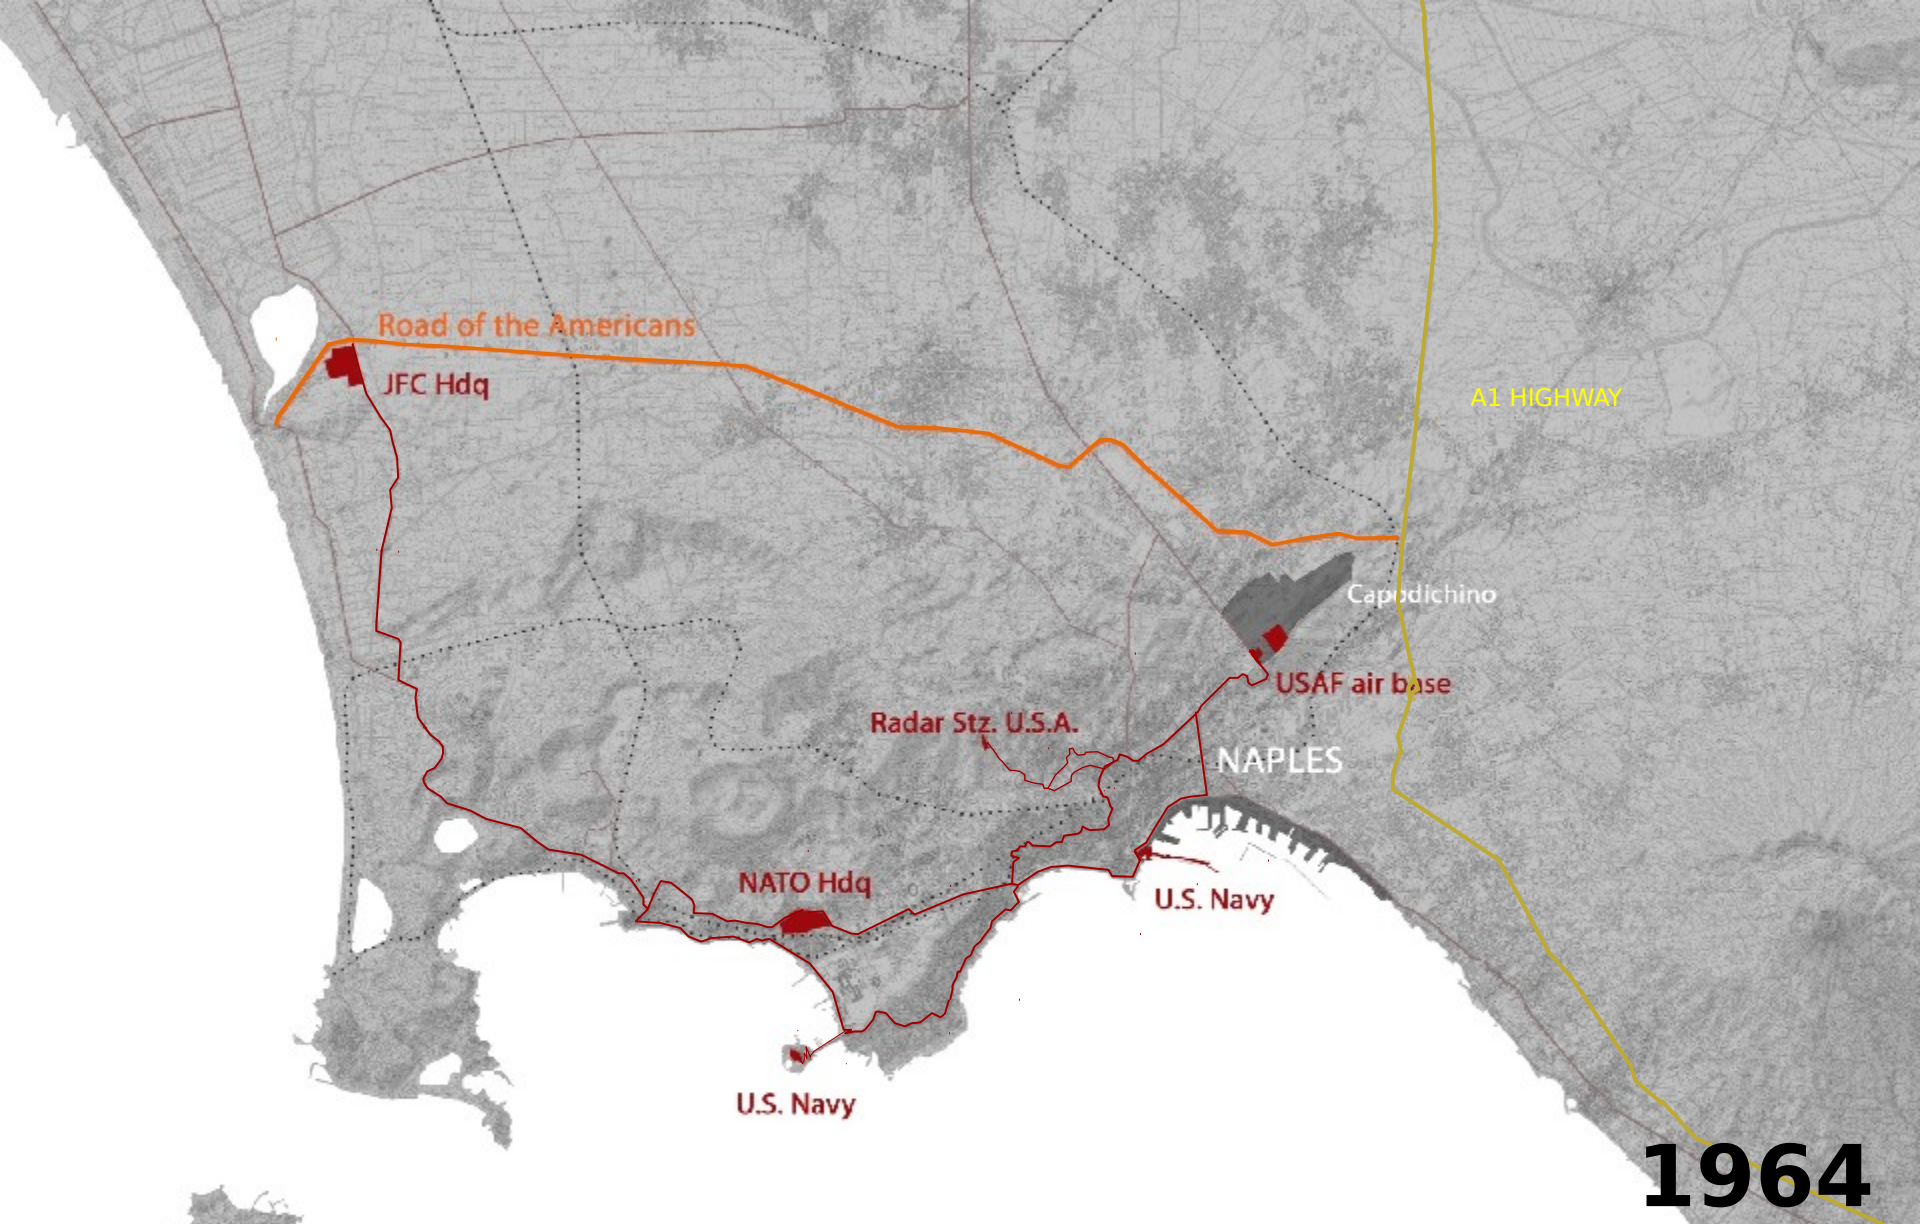 Road of the Americans
JFC Hdq
A1 HIGHWAY
Capodichino
USAF air base
Radar Stz. U.S.A.
NAPLES
NATO Hdq
U.S. Navy
U.S. Navy
1964